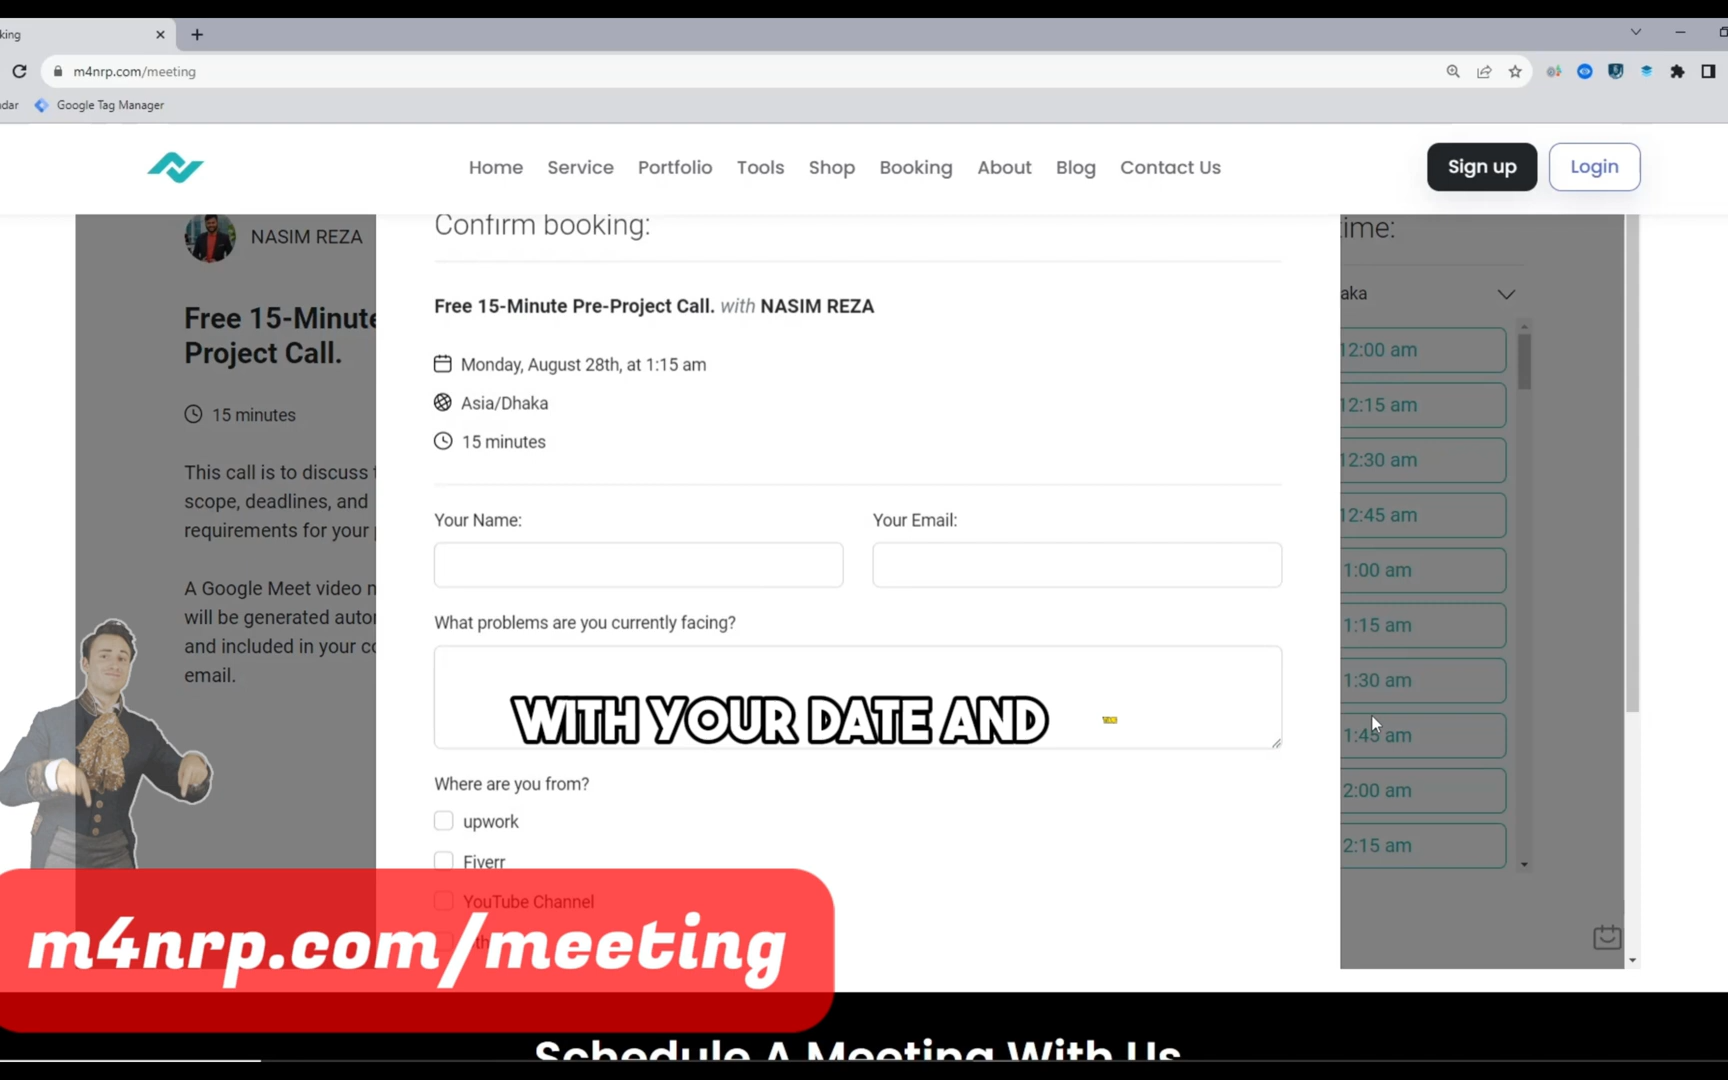 king
m4nrp.com/meeting
dar
Google Tag Manager
Home
Service
Portfolio
Tools
Shop
Booking
About
Blog
Contact Us
Sign up
Login
NASIM REZA
Free 15-Minute
Project Call.
15 minutes
This call is to discuss
scope, deadlines, and
requirements for your
A Google Meet video
will be generated
and included in your
email.
Confirm booking:
Free 15-Minute Pre-Project Call. with NASIM REZA
Monday, August 28th, at 1:15 am
Asia/Dhaka
15 minutes
Your Name:
Your Email:
What problems are you currently facing?
WITH YOUR DATE AND
Where are you from?
upwork
Fiverr
YouTube Channel
ime:
aka
12:00 am
12:15 am
12:30 am
12:45 am
1:00 am
1:15 am
1:30 am
1:45 am
2:00 am
2:15 am
m4nrp.com/meeting
Schedule A Meeting With Us